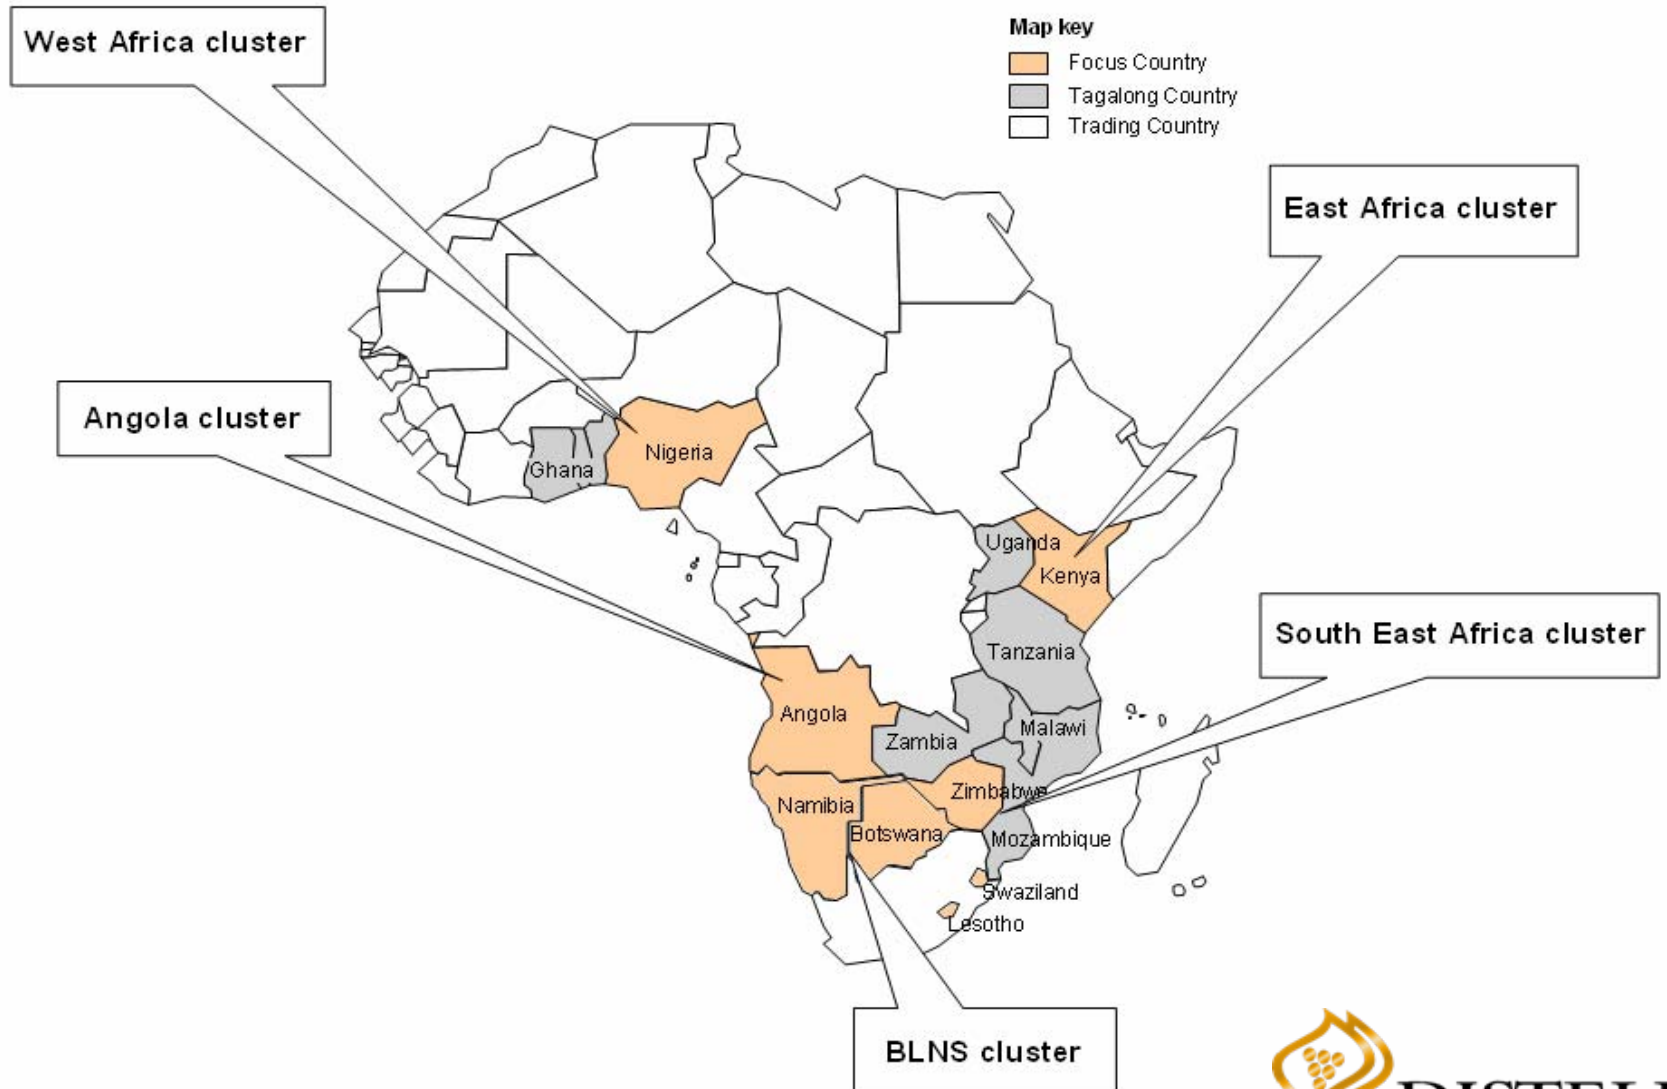 West Africa cluster
Map key
Focus Country
Tagalong Country
Trading Country
East Africa cluster
Angola cluster
Nigeria
Ghana
Uganda
Kenya
South East Africa cluster
Tanzania
Angola
Malawi
Zambia
Zimbabwe
Namibia
Botswana
Mozambique
Swaziland
Lesotho
BLNS cluster